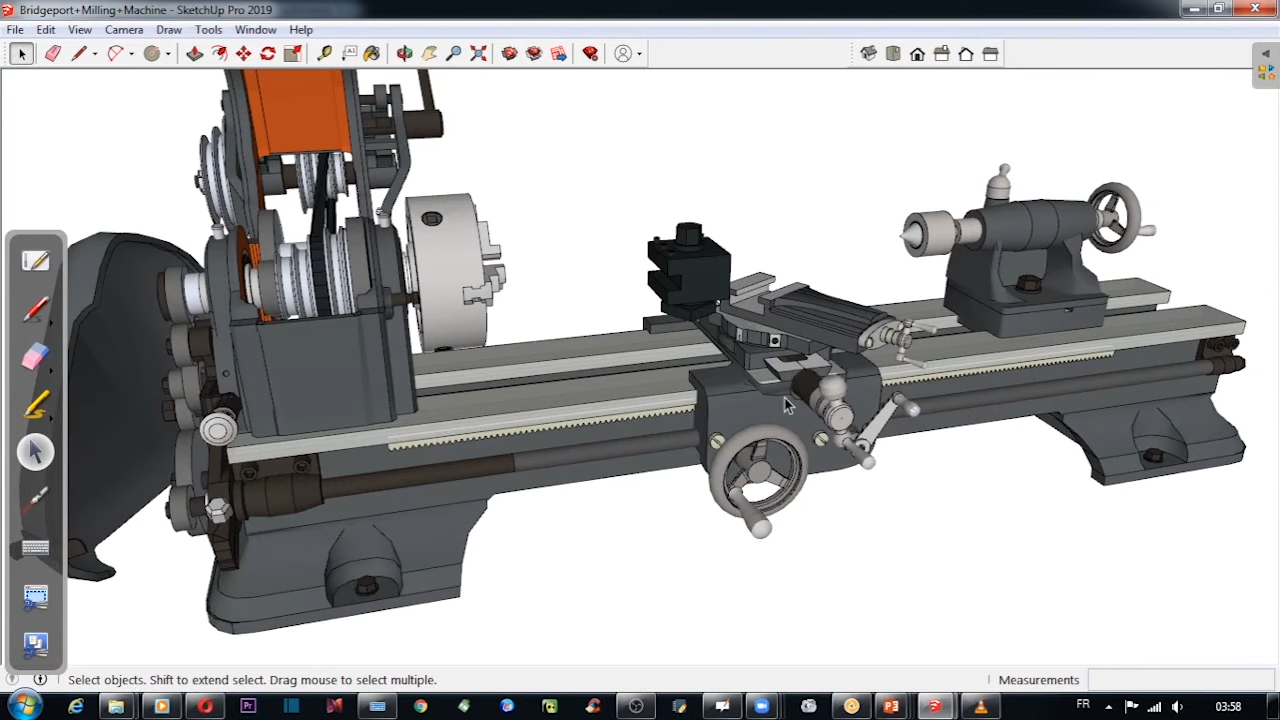 Bridgeport+Milling+Machine - SketchUp Pro 2019
File Edit View Camera Draw Tools Window Help
Select objects. Shift to extend select. Drag mouse to select multiple.
Measurements
FR
03:58